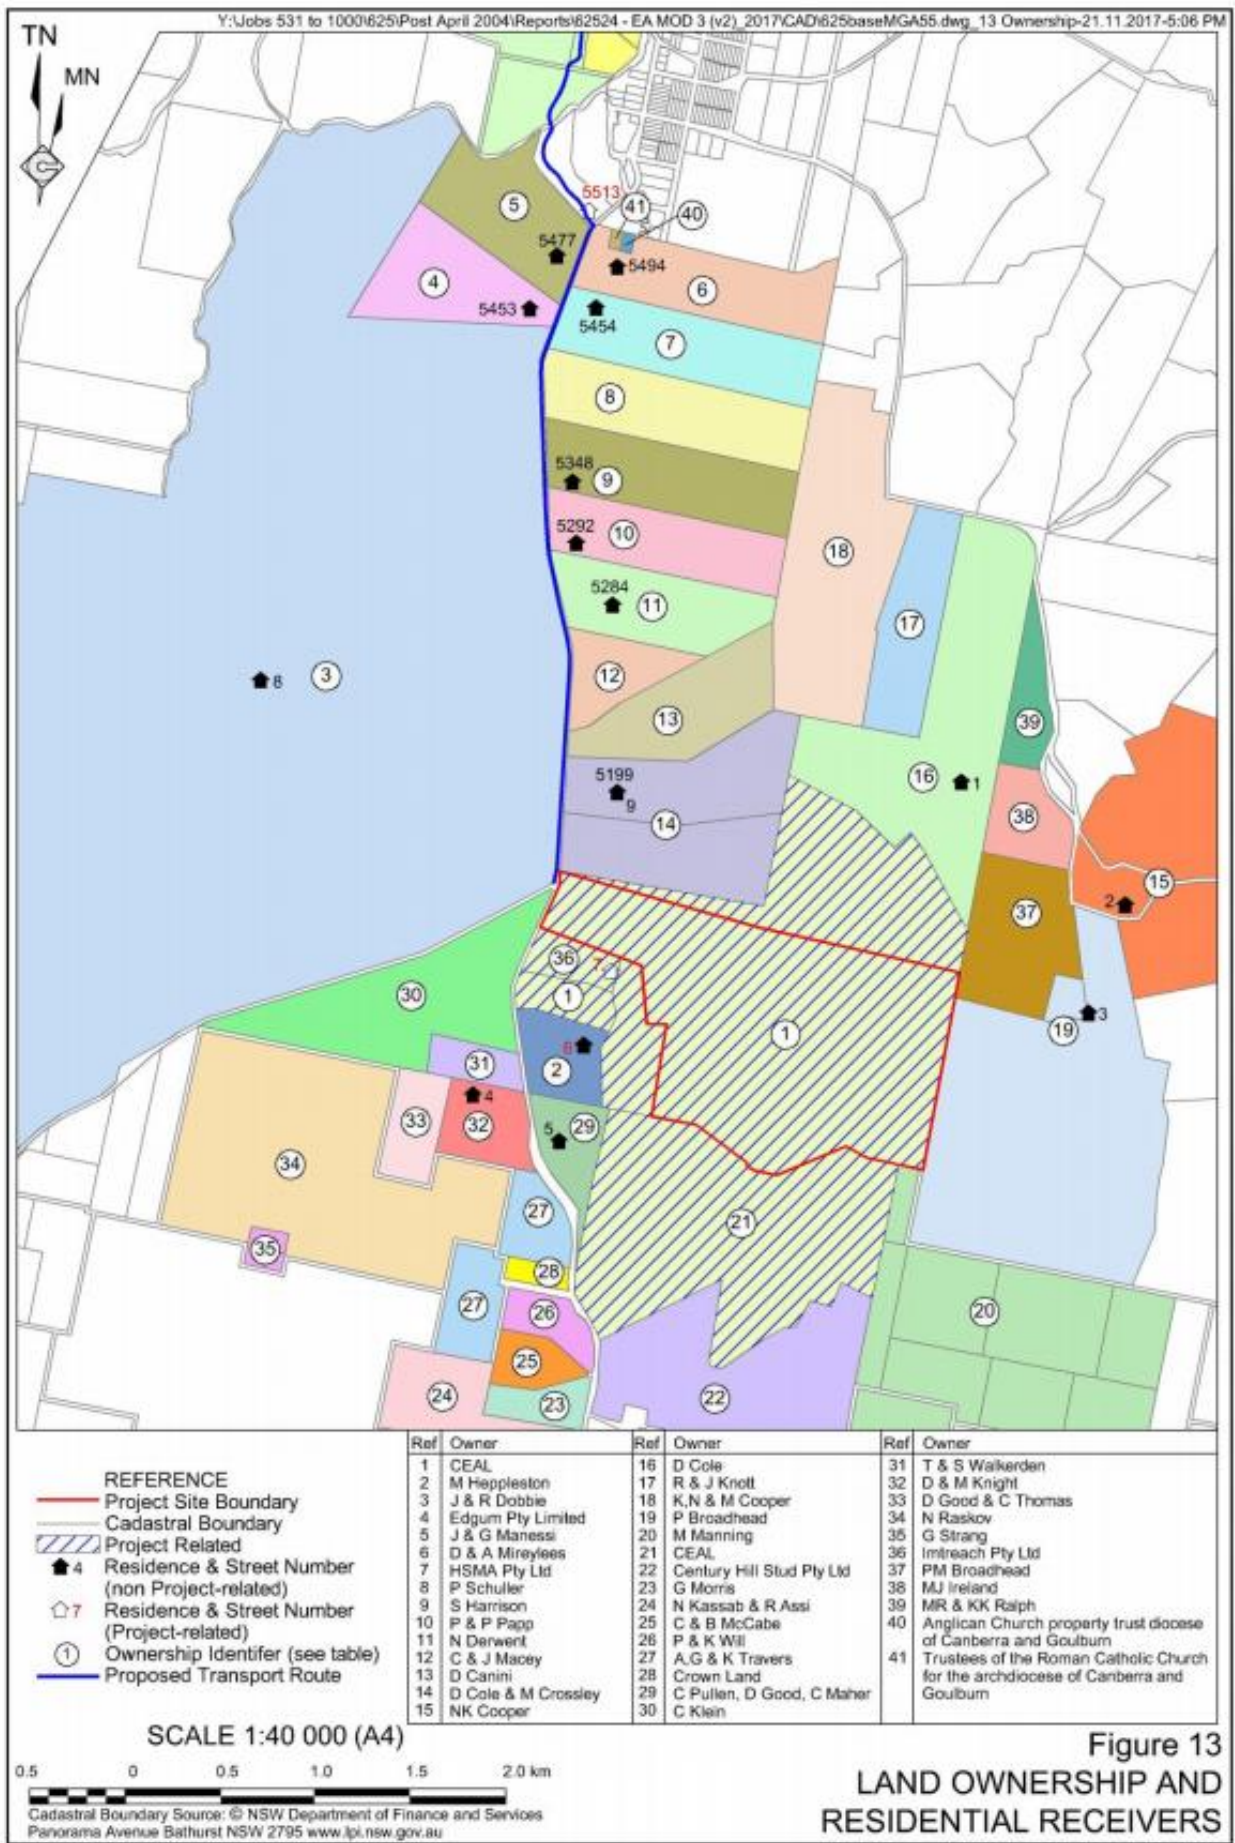 Y:\Jobs 531 to 1000\625\Post April 2004\Reports\62524 - EA MOD 3 (v2)_2017\CAD\625baseMGA55.dwg_13 Ownership-21.11.2017-5:06 PM
TN
MN
5513
41
40
5
5477
5494
4
6
5453
5454
7
8
5348
9
5292
10
18
5284
11
17
12
8
3
13
39
5199
16
1
9
14
38
15
2
37
36
7
30
1
1
3
19
6
2
31
4
33
32
5
29
34
27
21
35
28
27
26
20
25
24
23
22
REFERENCE
Project Site Boundary
Cadastral Boundary
Project Related
4 Residence & Street Number
(non Project-related)
7 Residence & Street Number
(Project-related)
1 Ownership Identifer (see table)
Proposed Transport Route
Ref Owner
1 CEAL
2 M Heppleston
3 J & R Dobbie
4 Edgum Pty Limited
5 J & G Manessi
6 D & A Mireylees
7 HSMA Pty Ltd
8 P Schuller
9 S Harrison
10 P & P Papp
11 N Derwent
12 C & J Macey
13 D Canini
14 D Cole & M Crossley
15 NK Cooper
Ref Owner
16 D Cole
17 R & J Knott
18 K,N & M Cooper
19 P Broadhead
20 M Manning
21 CEAL
22 Century Hill Stud Pty Ltd
23 G Morris
24 N Kassab & R Assi
25 C & B McCabe
26 P & K Will
27 A,G & K Travers
28 Crown Land
29 C Pullen, D Good, C Maher
30 C Klein
Ref Owner
31 T & S Walkerden
32 D & M Knight
33 D Good & C Thomas
34 N Raskov
35 G Strang
36 Imtreach Pty Ltd
37 PM Broadhead
38 MJ Ireland
39 MR & KK Ralph
40 Anglican Church property trust diocese
of Canberra and Goulburn
41 Trustees of the Roman Catholic Church
for the archdiocese of Canberra and
Goulburn
SCALE 1:40 000 (A4)
0.5 0 0.5 1.0 1.5 2.0 km
Cadastral Boundary Source: © NSW Department of Finance and Services
Panorama Avenue Bathurst NSW 2795 www.lpi.nsw.gov.au
Figure 13
LAND OWNERSHIP AND
RESIDENTIAL RECEIVERS